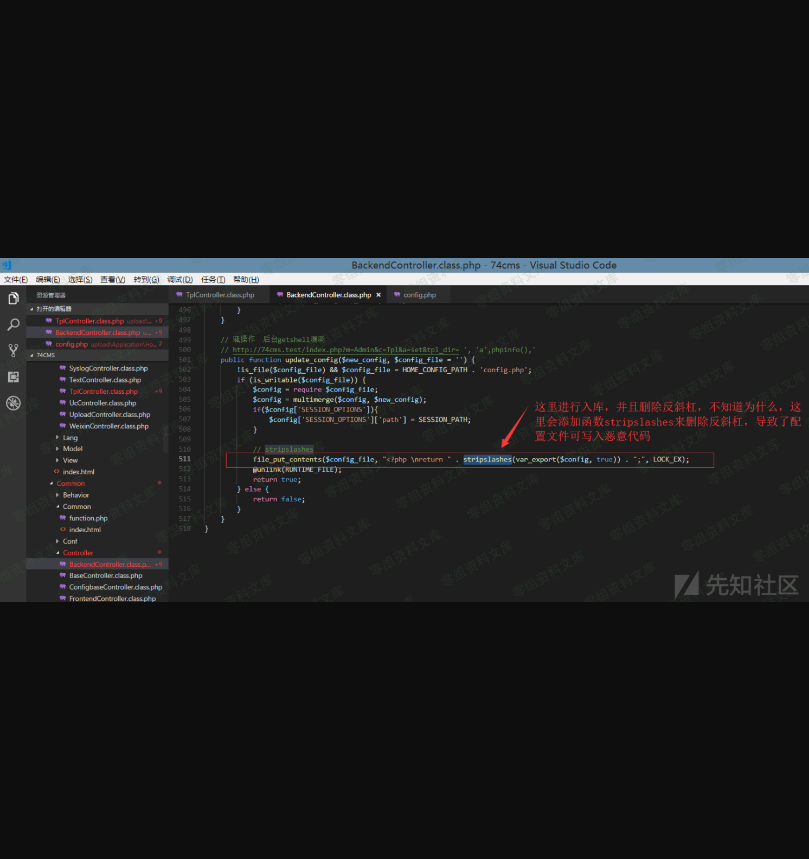 BackendController.class.php - 74cms - Visual Studio Code
文件(F) 编辑(E) 选择(S) 查看(V) 转到(G) 调试(D) 任务(T) 帮助(H)
资源管理器
TplController.class.php
BackendController.class.php ×
config.php
打开的编辑器
TplController.class.php upload\... +9
BackendController.class.php +9
config.php
74CMS
SyslogController.class.php
TextController.class.php
TplController.class.php +9
UcController.class.php
UploadController.class.php
WeixinController.class.php
Lang
Model
View
index.html
Common
Behavior
Common
function.php
index.html
Conf
Controller
BackendController.class.p... +9
BaseController.class.php
ConfigbaseController.class.php
FrontendController.class.php
496 }
497 }
498
499 // 后台getshell
500 // http://74cms.test/index.php?m=Admin&c=Tpl&a=set&tpl_dir= ', 'a',phpinfo(),'
501 public function update_config($new_config, $config_file = '') {
502 !is_file($config_file) && $config_file = HOME_CONFIG_PATH . 'config.php';
503 if (is_writable($config_file)) {
504 $config = require $config_file;
505 $config = multimerge($config, $new_config);
506 if($config['SESSION_OPTIONS']){
507 $config['SESSION_OPTIONS']['path'] = SESSION_PATH;
508 }
509
510 // stripslashes
511 file_put_contents($config_file, "<?php \nreturn " . stripslashes(var_export($config, true)) . ";", LOCK_EX);
512 @unlink(RUNTIME_FILE);
513 return true;
514 } else {
515 return false;
516 }
517 }
518 }
这里进行入库，并且删除反斜杠，不知道为什么，这
里会添加函数stripslashes来删除反斜杠，导致了配
置文件可写入恶意代码
先知社区
零组资料文库